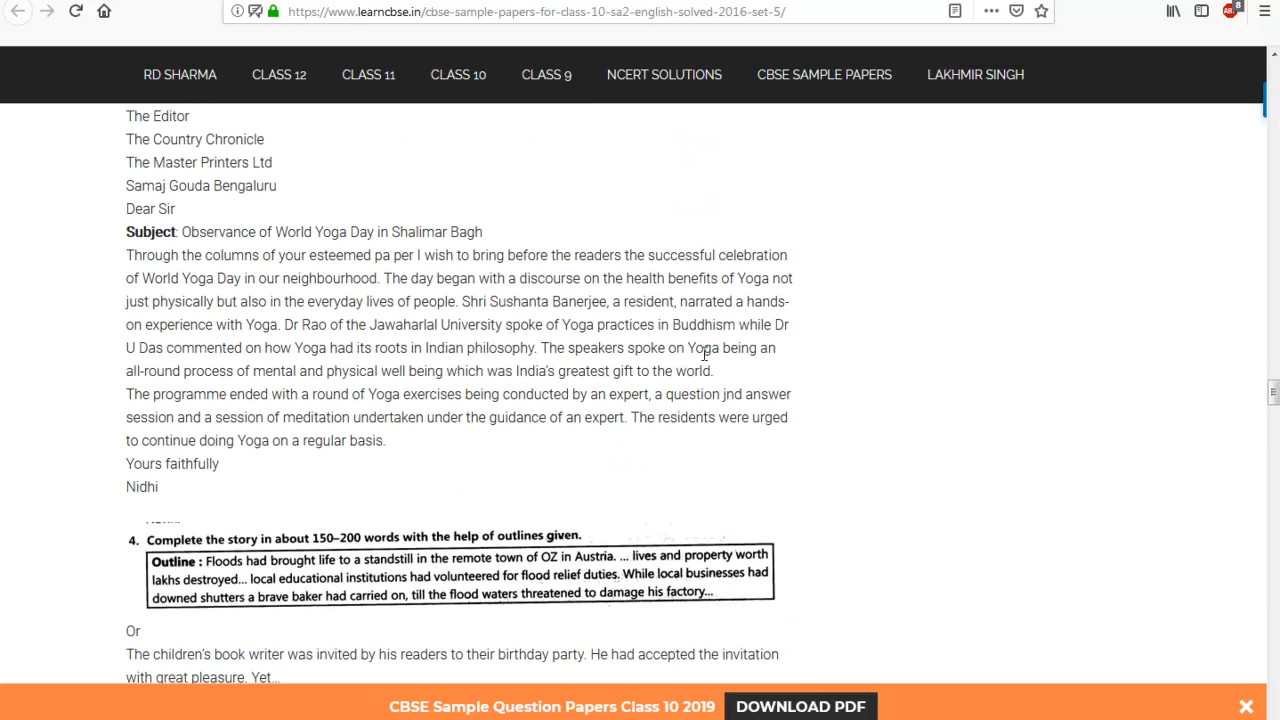 https://www.learncbse.in/cbse-sample-papers-for-class-10-sa2-english-solved-2016-set-5/
8
RD SHARMA CLASS 12 CLASS 11 CLASS 10 CLASS 9 NCERT SOLUTIONS CBSE SAMPLE PAPERS LAKHMIR SINGH
The Editor
The Country Chronicle
The Master Printers Ltd
Samaj Gouda Bengaluru
Dear Sir
Subject: Observance of World Yoga Day in Shalimar Bagh
Through the columns of your esteemed pa per I wish to bring before the readers the successful celebration
of World Yoga Day in our neighbourhood. The day began with a discourse on the health benefits of Yoga not
just physically but also in the everyday lives of people. Shri Sushanta Banerjee, a resident, narrated a hands-
on experience with Yoga. Dr Rao of the Jawaharlal University spoke of Yoga practices in Buddhism while Dr
U Das commented on how Yoga had its roots in Indian philosophy. The speakers spoke on Yoga being an
all-round process of mental and physical well being which was India's greatest gift to the world.
The programme ended with a round of Yoga exercises being conducted by an expert, a question jnd answer
session and a session of meditation undertaken under the guidance of an expert. The residents were urged
to continue doing Yoga on a regular basis.
Yours faithfully
Nidhi
4. Complete the story in about 150–200 words with the help of outlines given.
Outline : Floods had brought life to a standstill in the remote town of OZ in Austria. ... lives and property worth
lakhs destroyed... local educational institutions had volunteered for flood relief duties. While local businesses had
downed shutters a brave baker had carried on, till the flood waters threatened to damage his factory...
Or
The children's book writer was invited by his readers to their birthday party. He had accepted the invitation
with great pleasure. Yet...
CBSE Sample Question Papers Class 10 2019 DOWNLOAD PDF